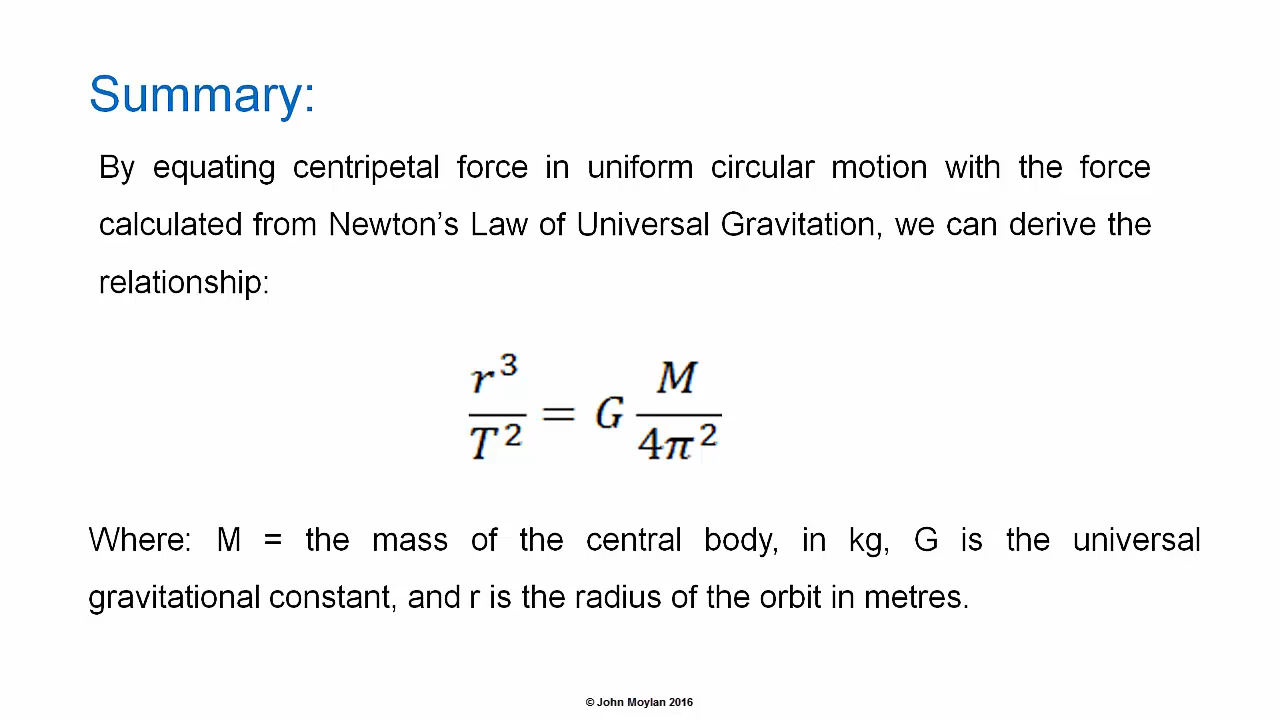 Summary:
By equating centripetal force in uniform circular motion with the force
calculated from Newton’s Law of Universal Gravitation, we can derive the
relationship:
r³/T² = G M/4π²
Where: M = the mass of the central body, in kg, G is the universal
gravitational constant, and r is the radius of the orbit in metres.
© John Moylan 2016